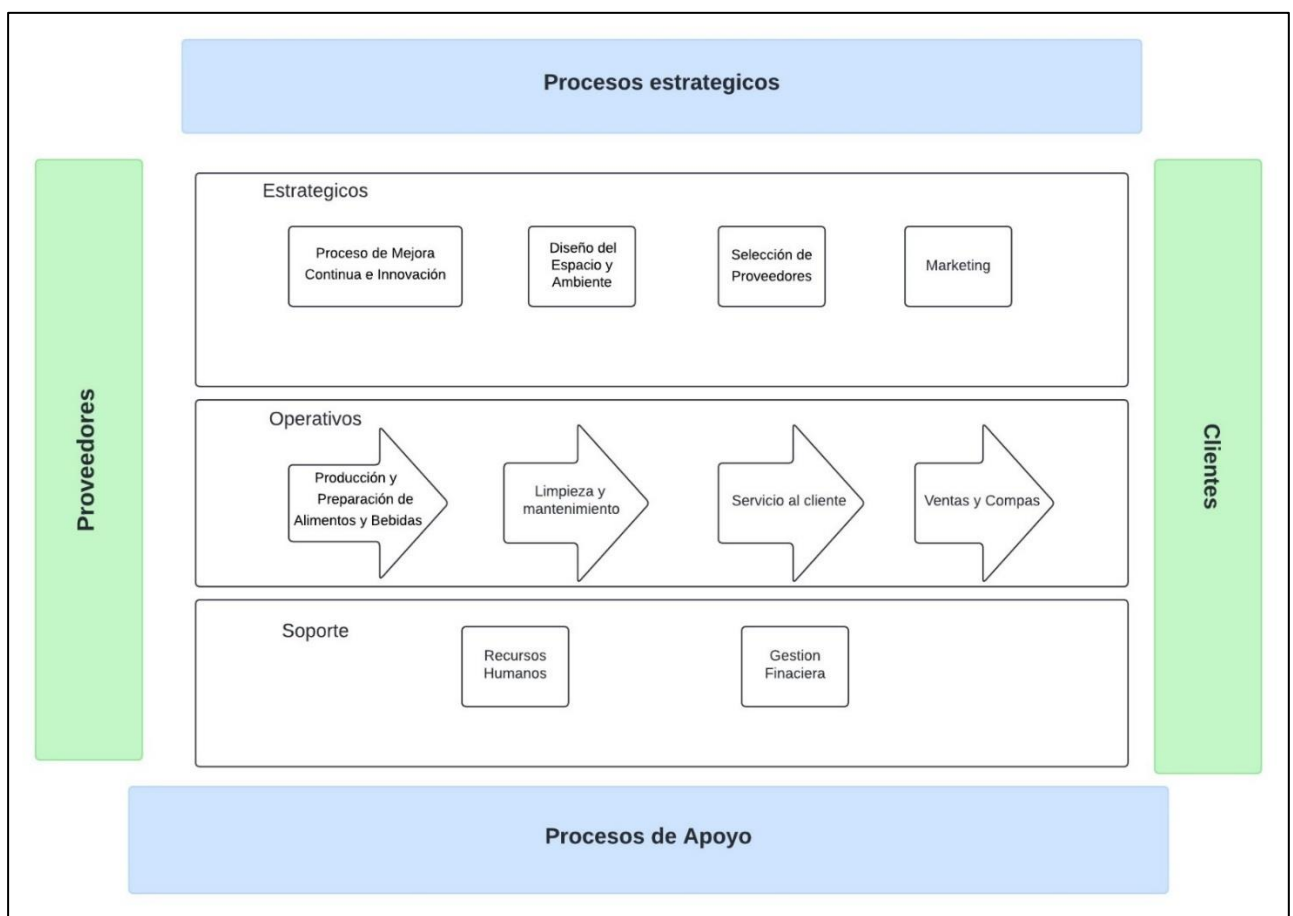 Procesos estrategicos
Proveedores
Estrategicos
Proceso de Mejora
Continua e Innovación
Diseño del
Espacio y
Ambiente
Selección de
Proveedores
Marketing
Operativos
Producción y
Preparación de
Alimentos y Bebidas
Limpieza y
mantenimiento
Servicio al cliente
Ventas y Compas
Soporte
Recursos
Humanos
Gestion
Finaciera
Clientes
Procesos de Apoyo